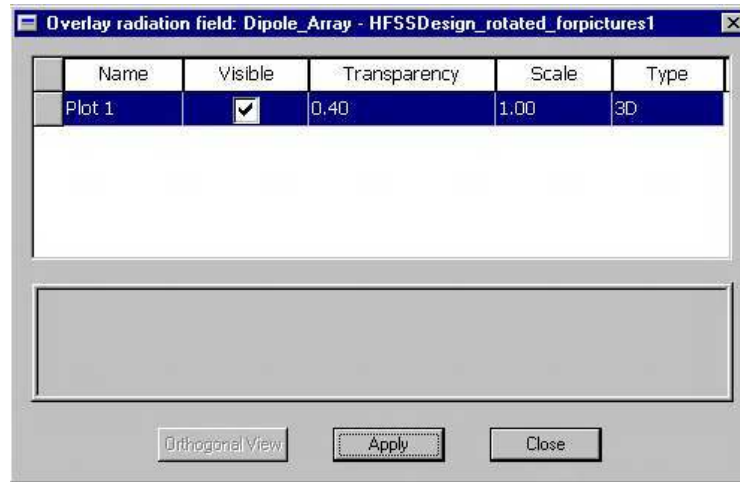 Overlay radiation field: Dipole_Array - HFSSDesign_rotated_forpictures1
Name Visible Transparency Scale Type
Plot 1 0.40 1.00 3D
Orthogonal View Apply Close